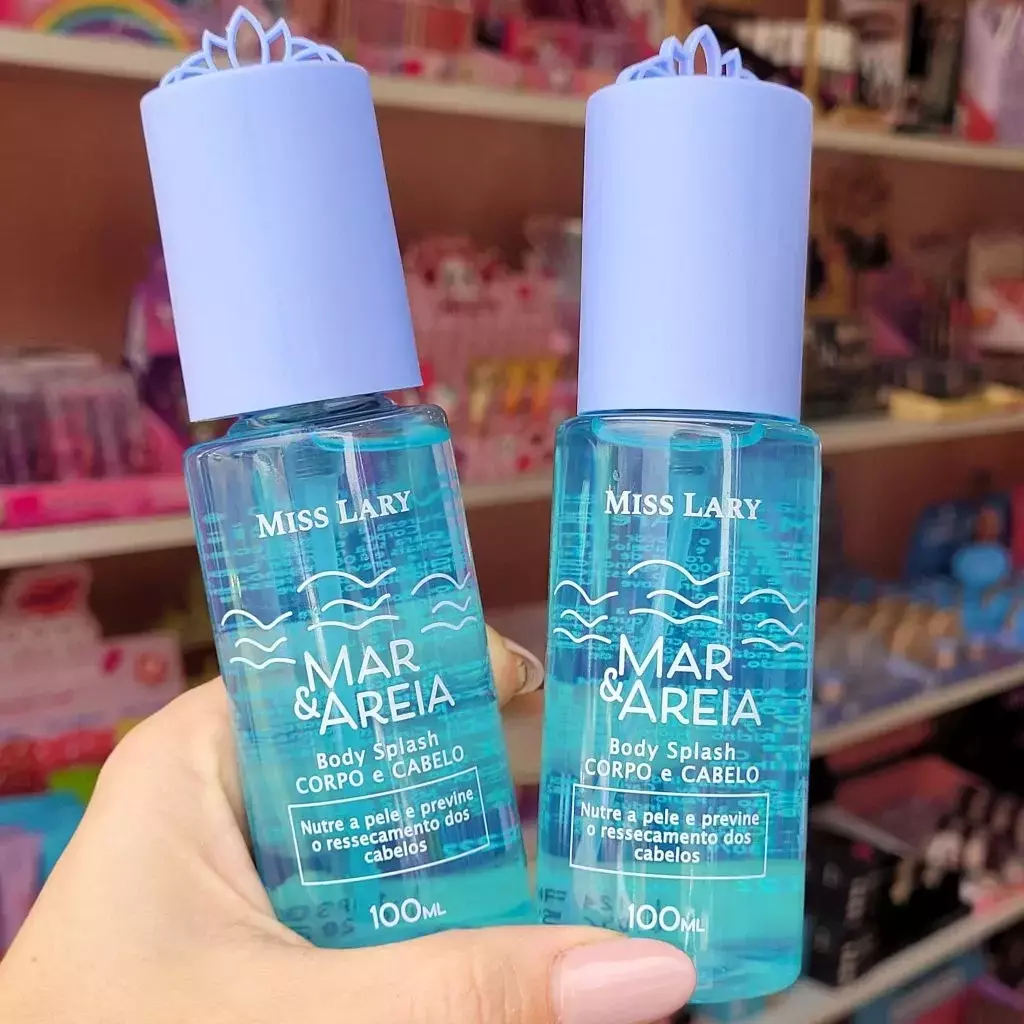 MISS LARY
MAR
& AREIA
Body Splash
CORPO e CABELO
Nutre a pele e previne
o ressecamento dos
cabelos
100ML
MISS LARY
MAR
& AREIA
Body Splash
CORPO e CABELO
Nutre a pele e previne
o ressecamento dos
cabelos
100ML